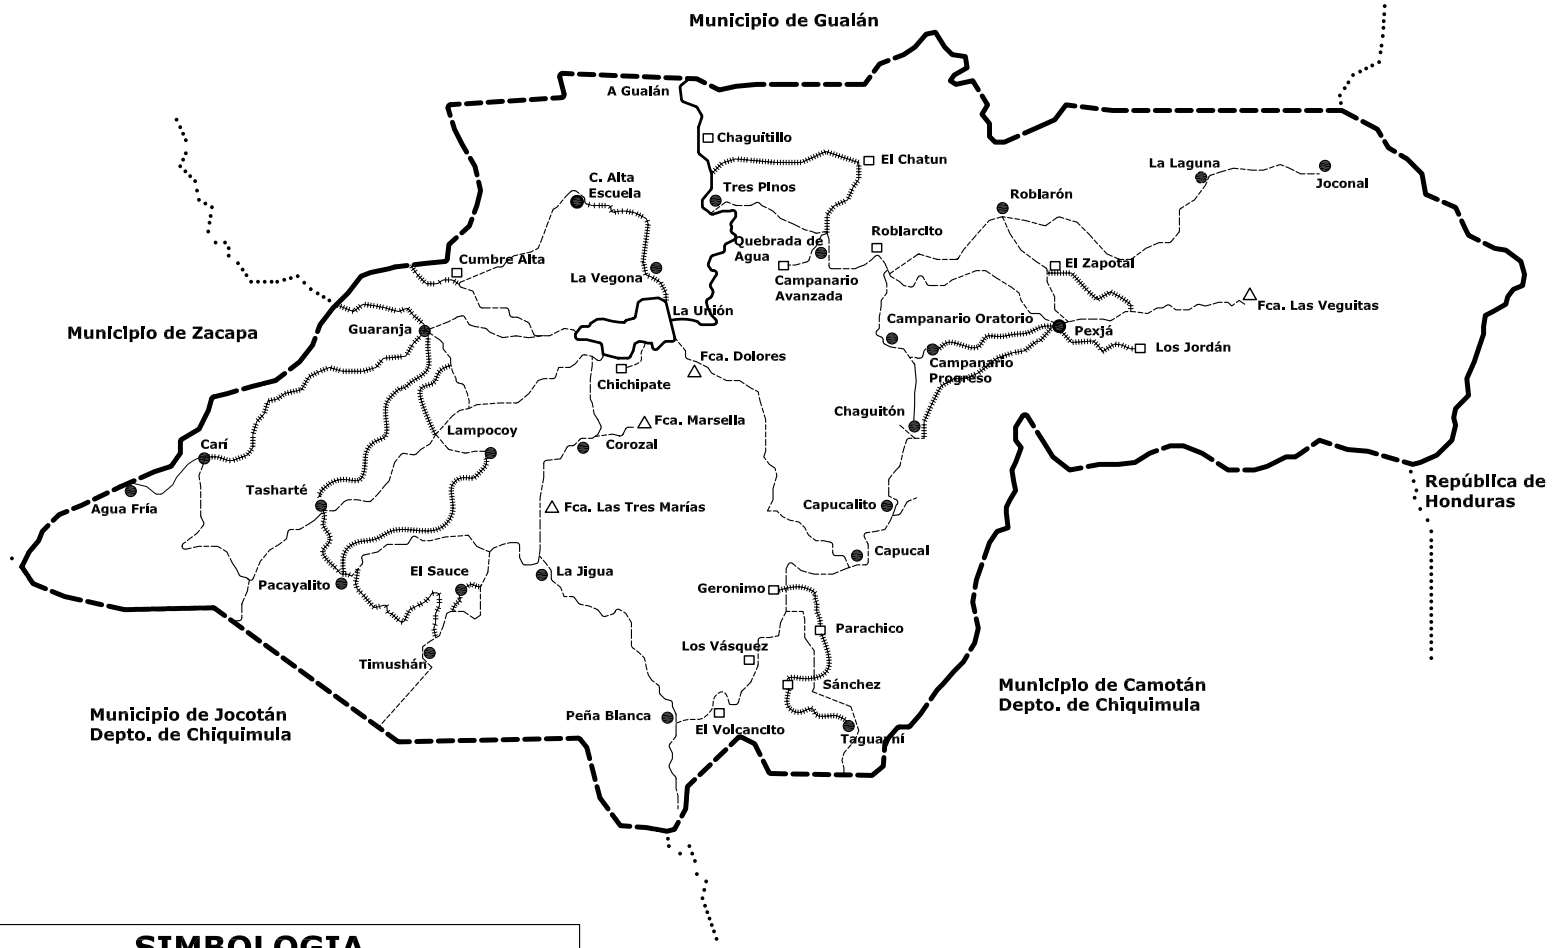 Municipio de Gualán
A Gualán
Chaguitillo
El Chatun
La Laguna
Joconal
C. Alta
Escuela
Tres Pinos
Roblarón
Roblarcito
Quebrada de
Agua
Cumbre Alta
La Vegona
Campanario
Avanzada
El Zapotal
Fca. Las Veguitas
Municipio de Zacapa
Guaranja
La Unión
Campanario Oratorio
Pexjá
Los Jordán
Fca. Dolores
Chichipate
Campanario
Progreso
Chaguitón
Fca. Marsella
Carí
Lampocoy
Corozal
República de
Honduras
Agua Fría
Tasharté
Fca. Las Tres Marías
Capucalito
Capucal
Pacayalito
El Sauce
La Jigua
Geronimo
Parachico
Timushán
Los Vásquez
Sánchez
Municipio de Camotán
Depto. de Chiquimula
Municipio de Jocotán
Depto. de Chiquimula
Peña Blanca
El Volcancito
Taguayní
SIMBOLOGIA